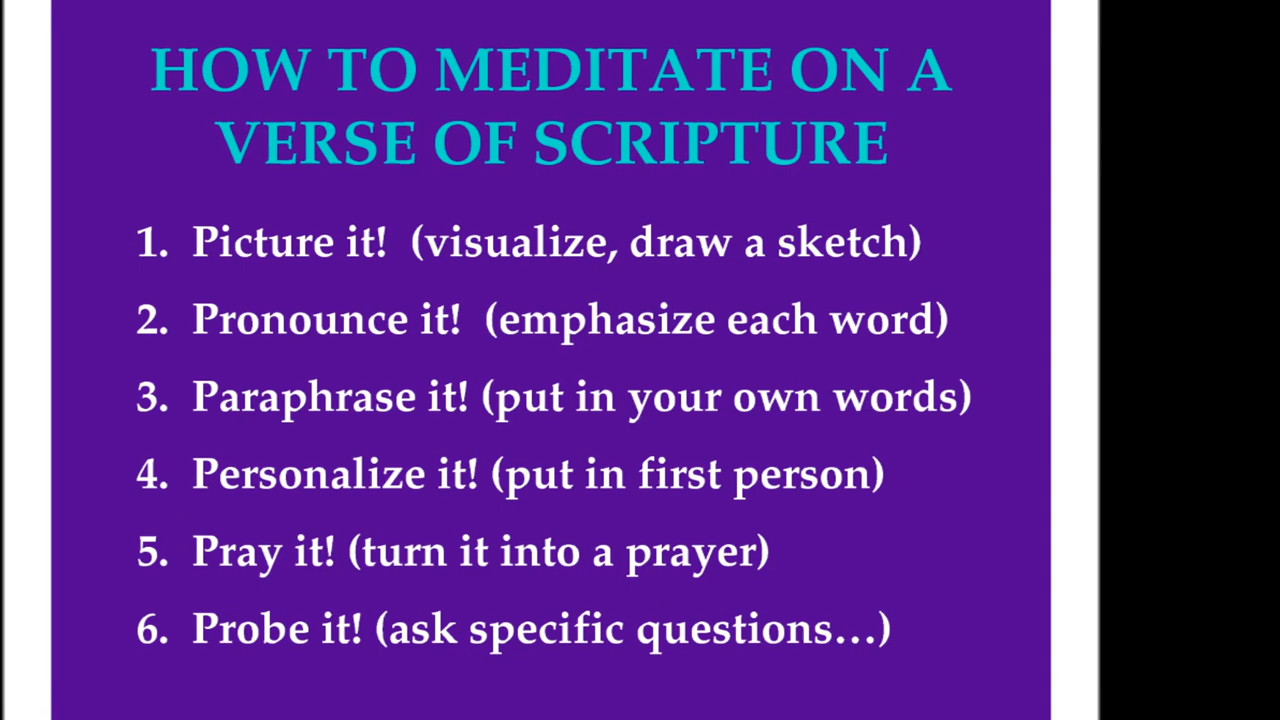 HOW TO MEDITATE ON A
VERSE OF SCRIPTURE
1. Picture it! (visualize, draw a sketch)
2. Pronounce it! (emphasize each word)
3. Paraphrase it! (put in your own words)
4. Personalize it! (put in first person)
5. Pray it! (turn it into a prayer)
6. Probe it! (ask specific questions…)